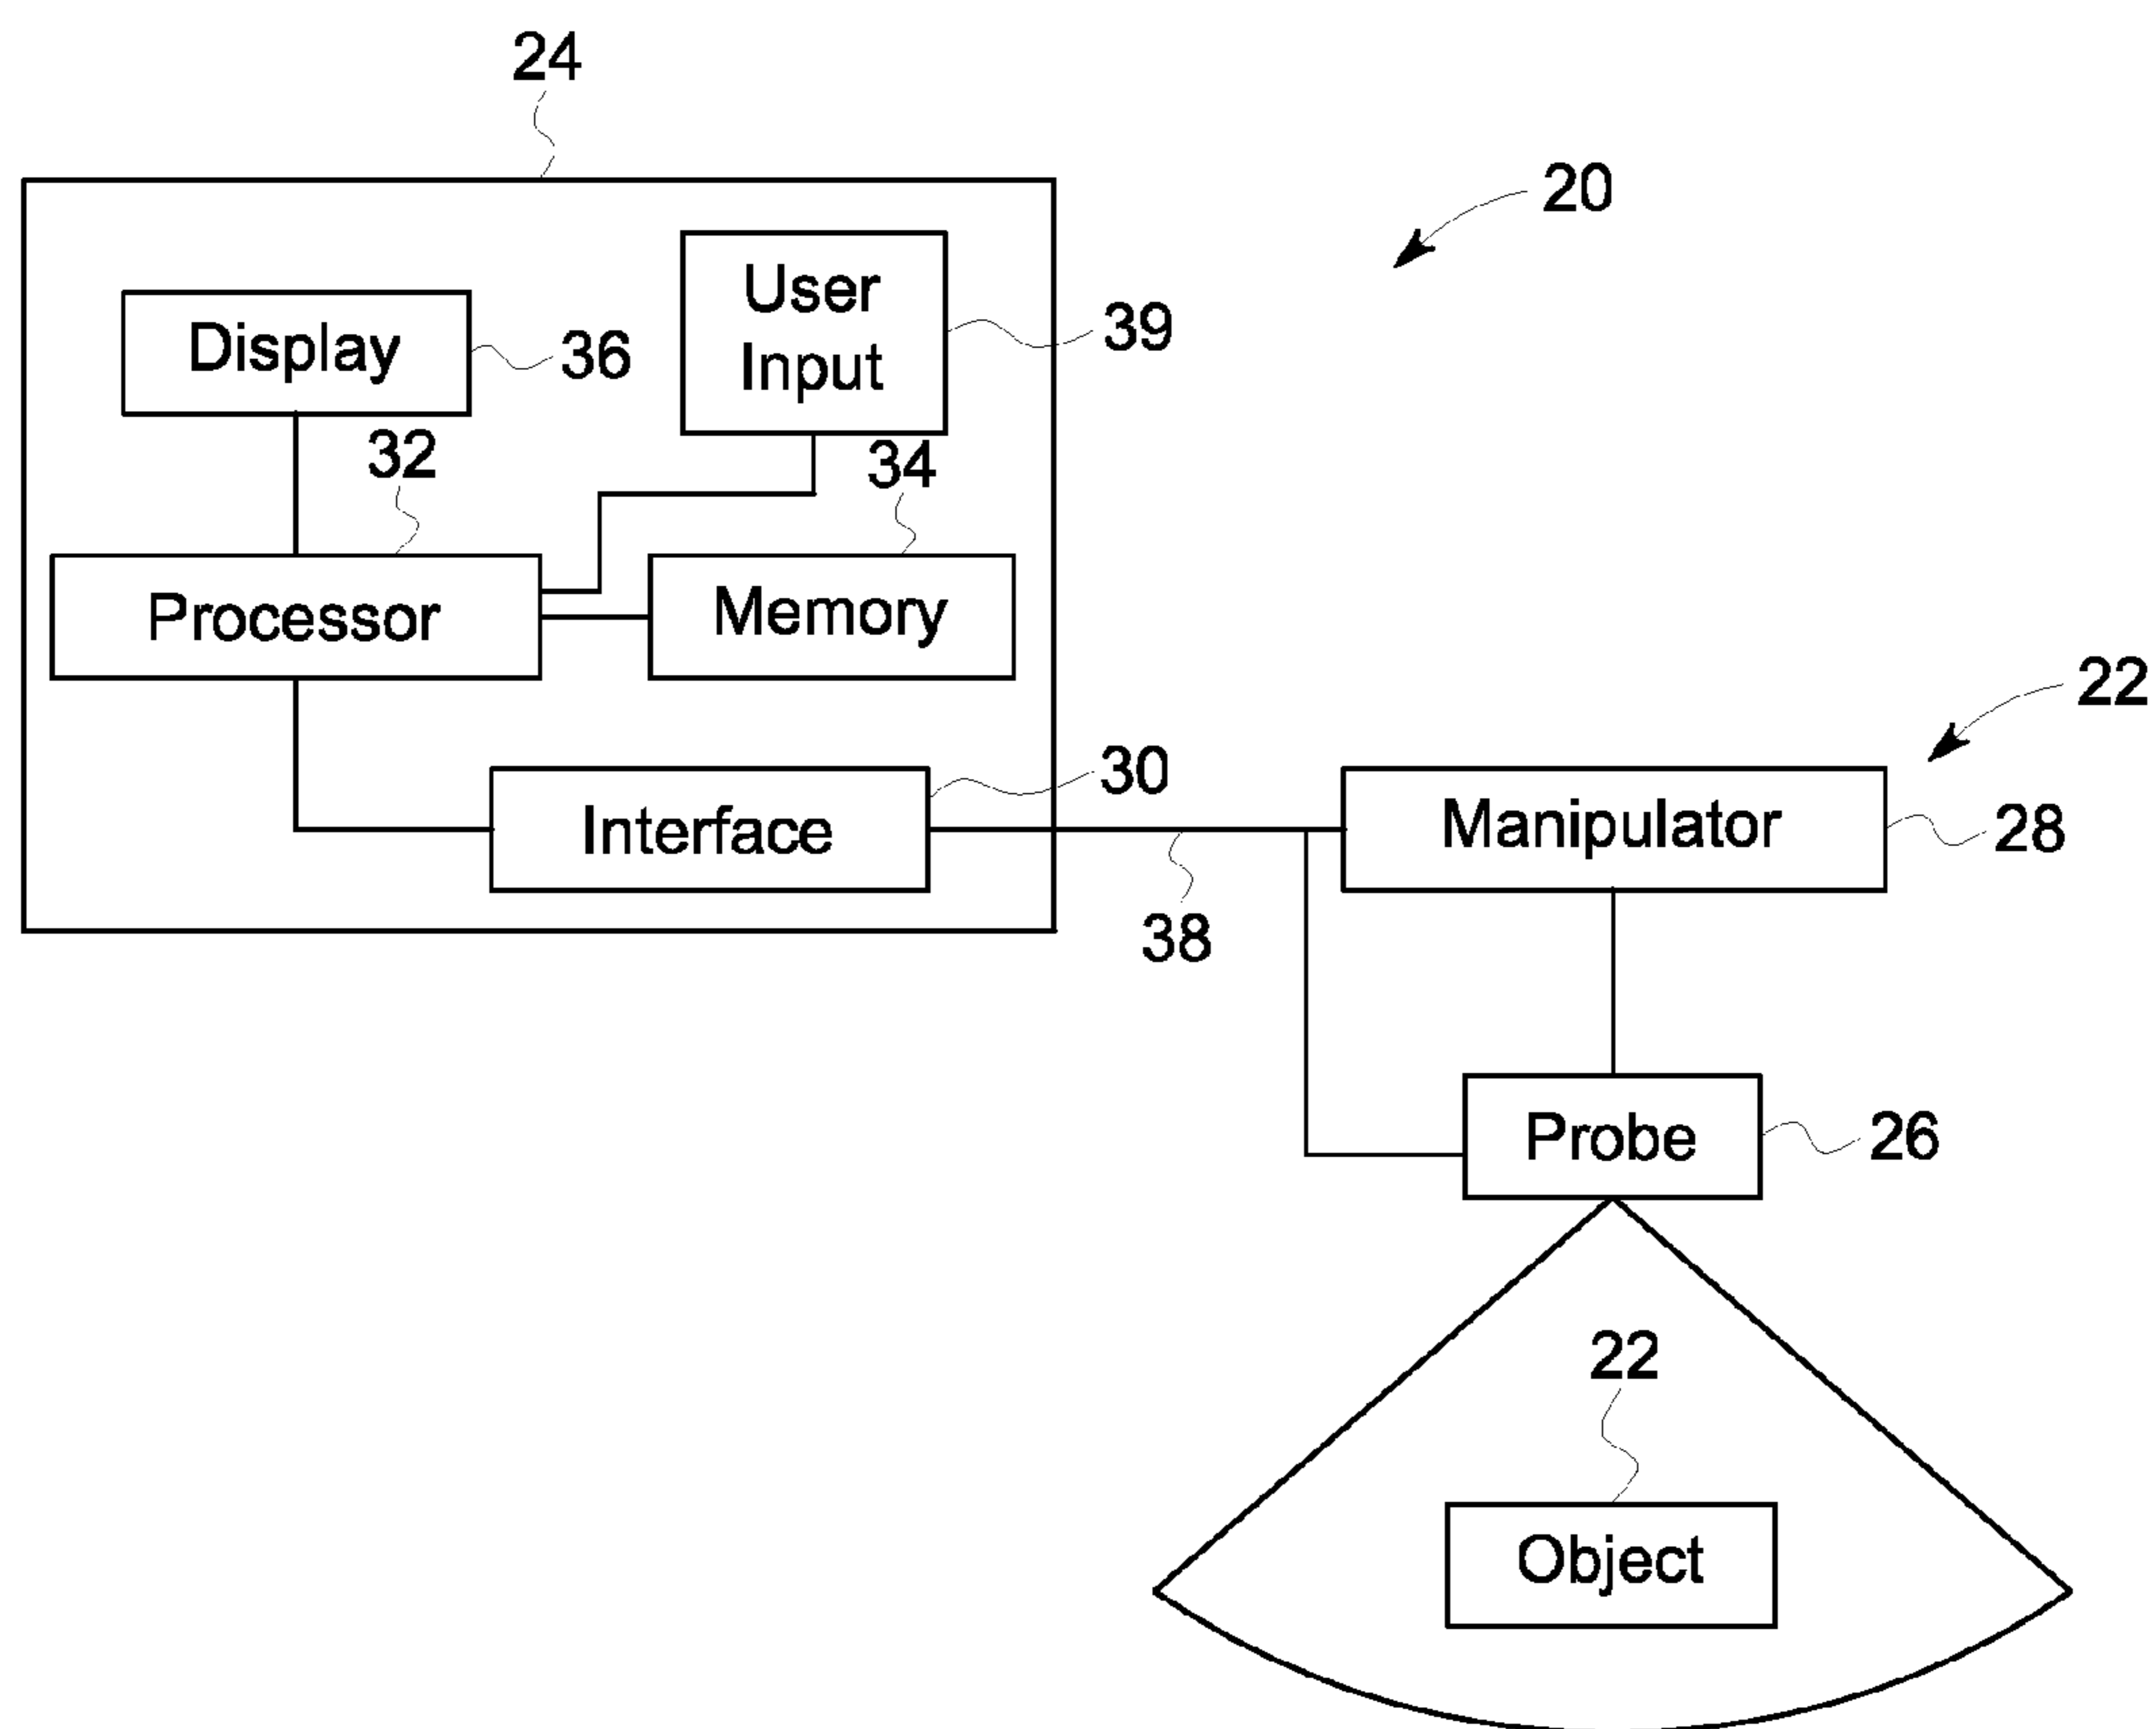 24
20
User
Input
39
Display
36
32
34
Processor
Memory
22
30
Interface
Manipulator
28
38
Probe
26
22
Object